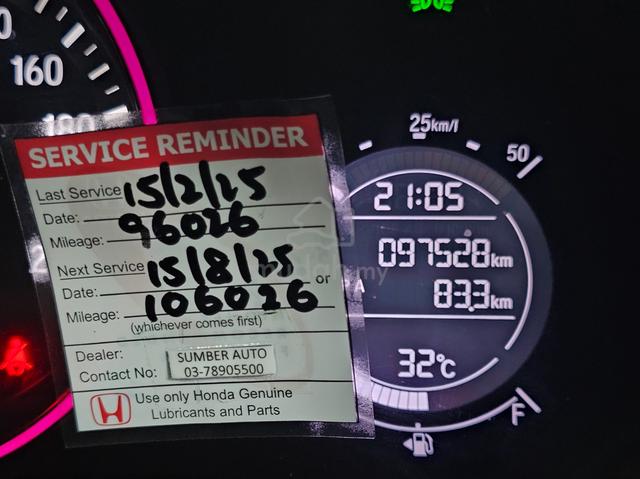 160
180
SERVICE REMINDER
Last Service 15/2/25
Date:
Mileage: 96026
Next Service 15/8/25
Date: or
Mileage: 106026
(whichever comes first)
Dealer: SUMBER AUTO
Contact No: 03-78905500
Use only Honda Genuine
Lubricants and Parts
25km/l
50
21:05
097528km
A 83.3km
32°C
F